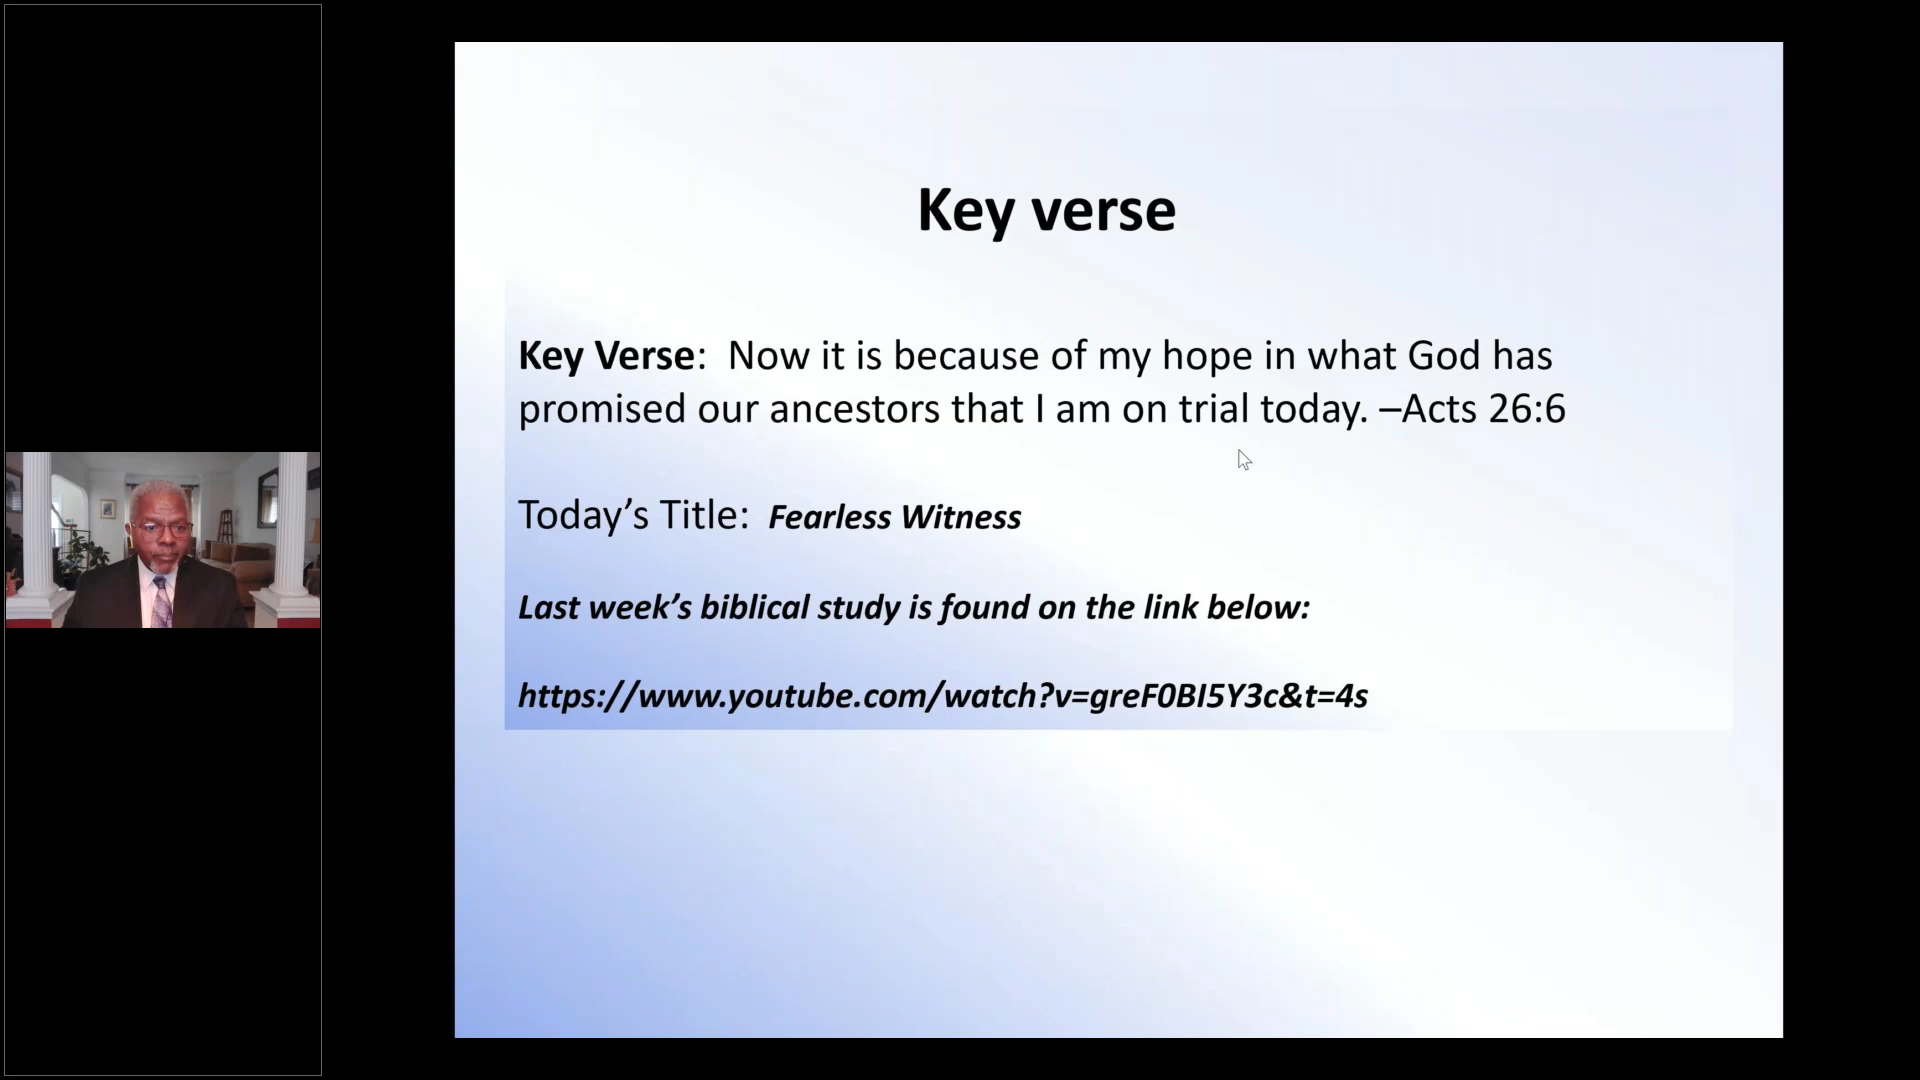 Key verse
Key Verse: Now it is because of my hope in what God has
promised our ancestors that I am on trial today. –Acts 26:6
Today’s Title: Fearless Witness
Last week’s biblical study is found on the link below:
https://www.youtube.com/watch?v=greF0BI5Y3c&t=4s